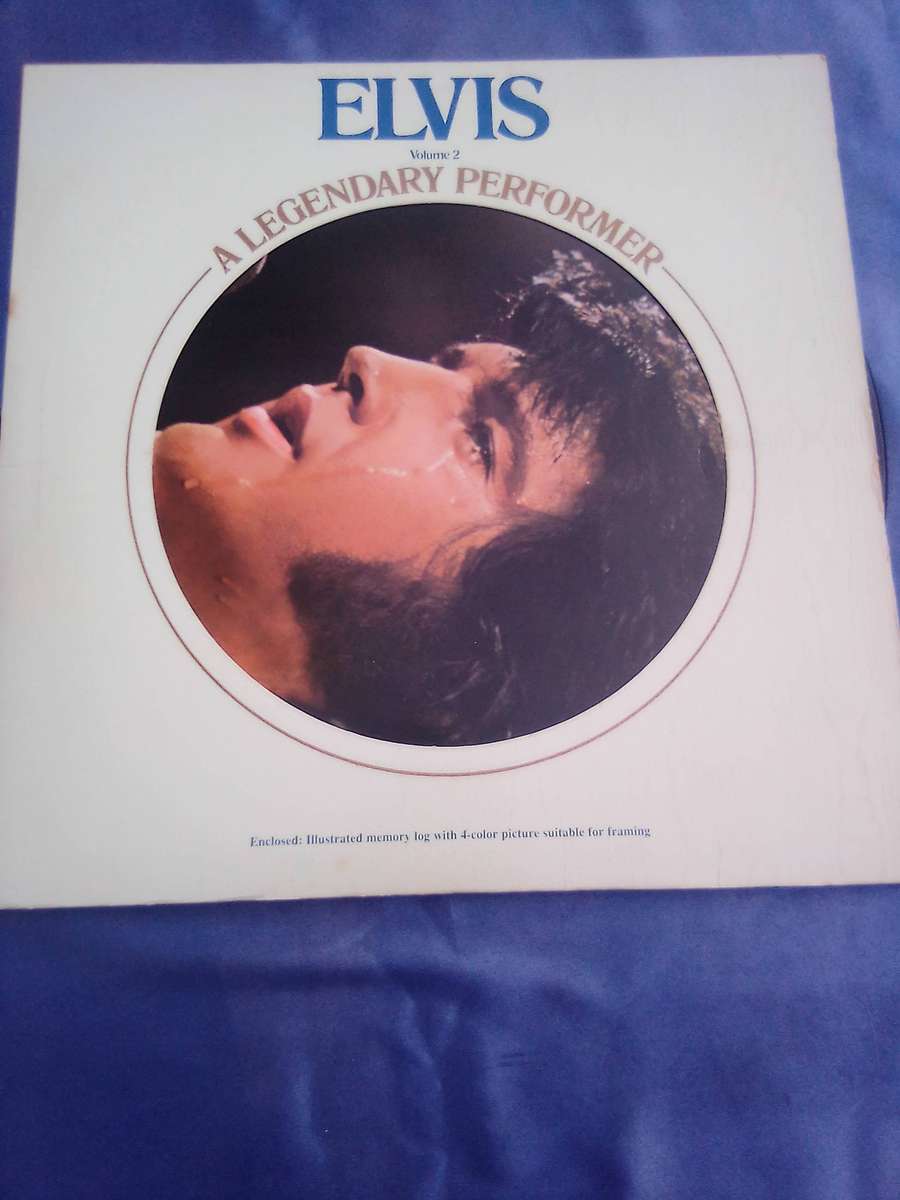 ELVIS
Volume 2
A LEGENDARY PERFORMER
Enclosed: Illustrated memory log with 4-color picture suitable for framing